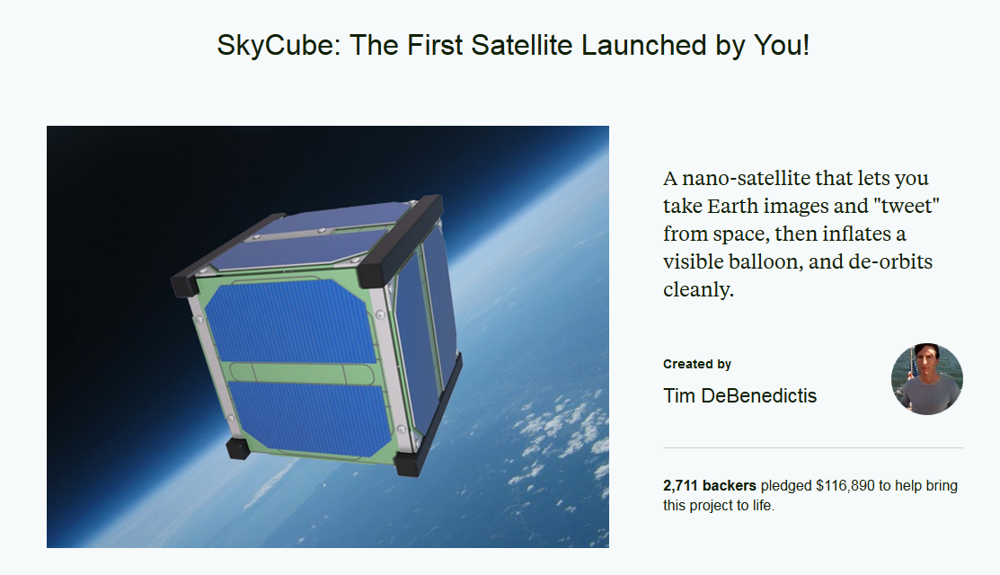 SkyCube: The First Satellite Launched by You!
A nano-satellite that lets you
take Earth images and "tweet"
from space, then inflates a
visible balloon, and de-orbits
cleanly.
Created by
Tim DeBenedictis
2,711 backers pledged $116,890 to help bring
this project to life.